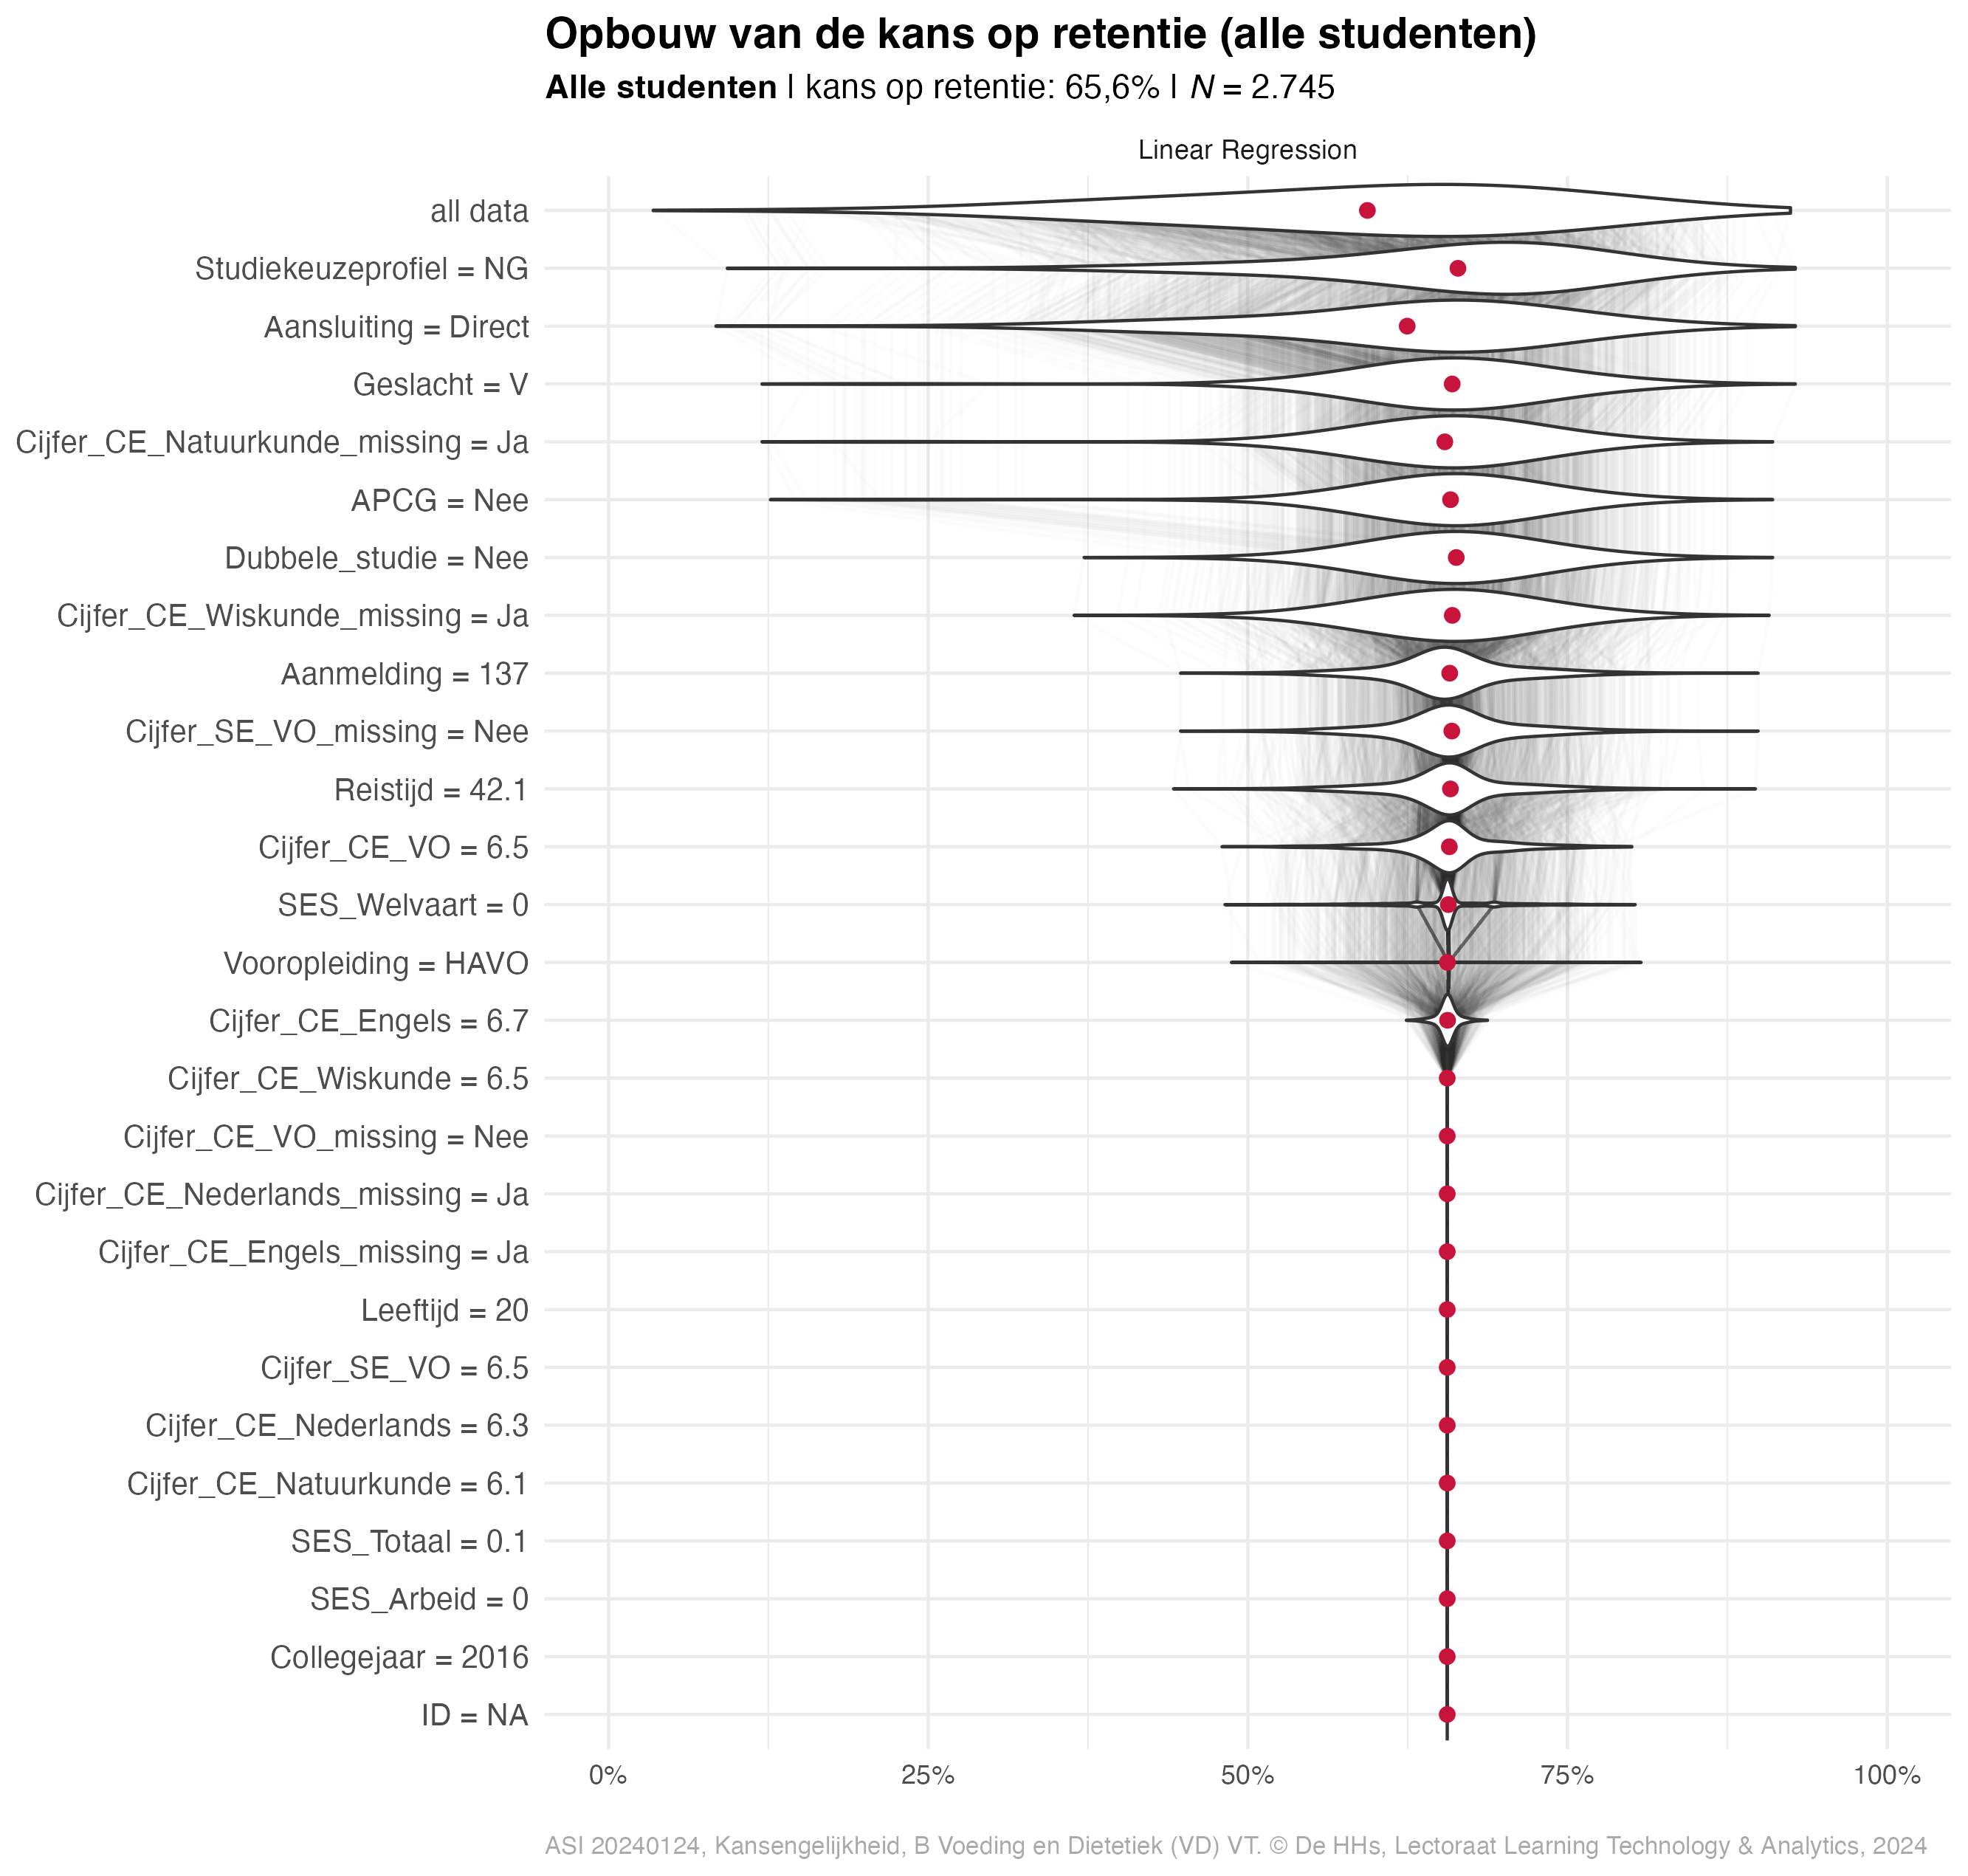 Opbouw van de kans op retentie (alle studenten)
Alle studenten | kans op retentie: 65,6% | N = 2.745
Linear Regression
all data
Studiekeuzeprofiel = NG
Aansluiting = Direct
Geslacht = V
Cijfer_CE_Natuurkunde_missing = Ja
APCG = Nee
Dubbele_studie = Nee
Cijfer_CE_Wiskunde_missing = Ja
Aanmelding = 137
Cijfer_SE_VO_missing = Nee
Reistijd = 42.1
Cijfer_CE_VO = 6.5
SES_Welvaart = 0
Vooropleiding = HAVO
Cijfer_CE_Engels = 6.7
Cijfer_CE_Wiskunde = 6.5
Cijfer_CE_VO_missing = Nee
Cijfer_CE_Nederlands_missing = Ja
Cijfer_CE_Engels_missing = Ja
Leeftijd = 20
Cijfer_SE_VO = 6.5
Cijfer_CE_Nederlands = 6.3
Cijfer_CE_Natuurkunde = 6.1
SES_Totaal = 0.1
SES_Arbeid = 0
Collegejaar = 2016
ID = NA
0% 25% 50% 75% 100%
ASI 20240124, Kansengelijkheid, B Voeding en Dietetiek (VD) VT. © De HHs, Lectoraat Learning Technology & Analytics, 2024